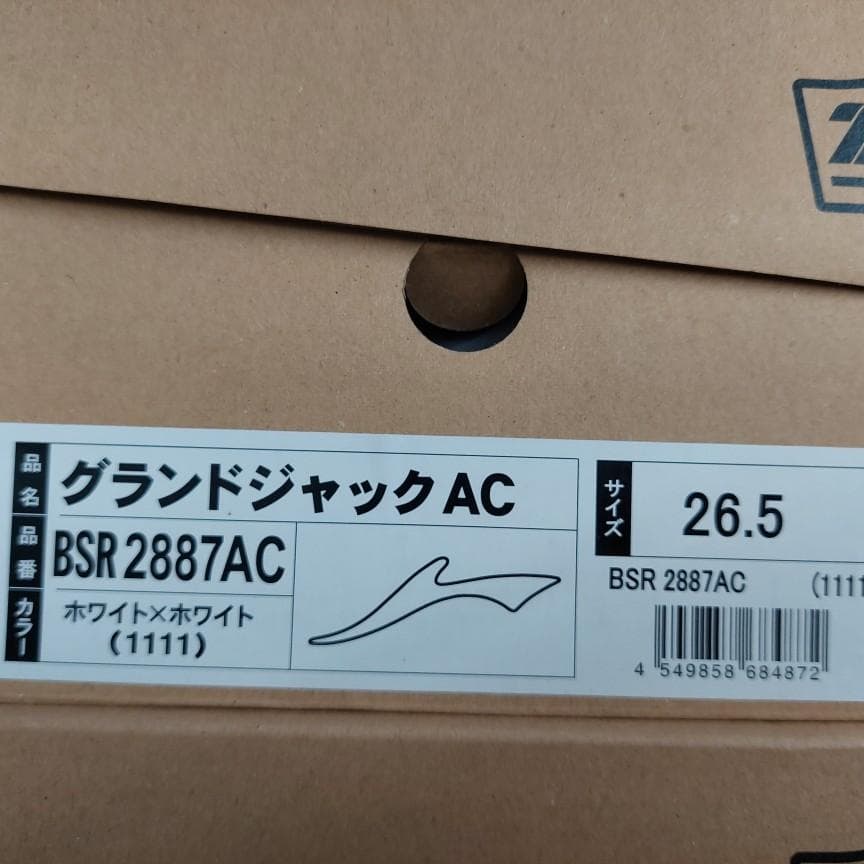 品名
グランドジャックAC
品番
BSR 2887AC
カラー
ホワイト×ホワイト
(1111)
サイズ
26.5
BSR 2887AC (1111
4 549858 684872